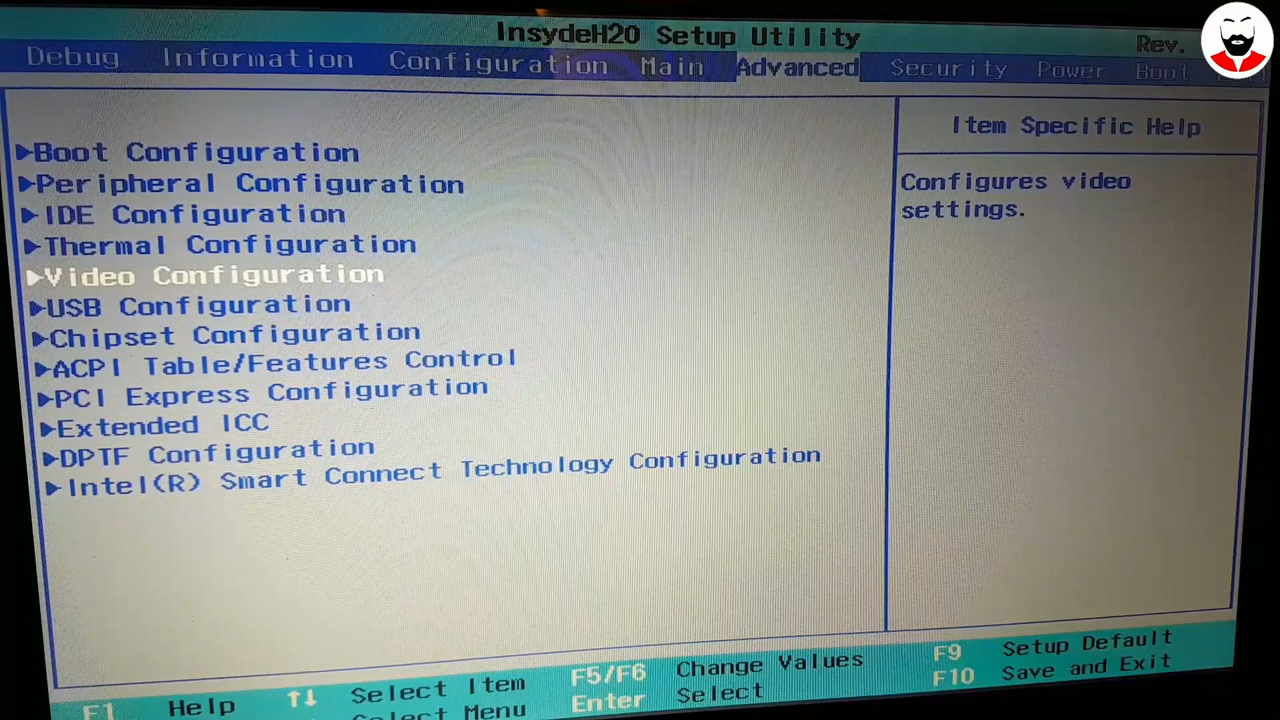 InsydeH20 Setup Utility Rev.
Debug Information Configuration Main Advanced Security Power Boot
Item Specific Help
Configures video
settings.
Boot Configuration
Peripheral Configuration
IDE Configuration
Thermal Configuration
Video Configuration
USB Configuration
Chipset Configuration
ACPI Table/Features Control
PCI Express Configuration
Extended ICC
DPTF Configuration
Intel(R) Smart Connect Technology Configuration
F1 Help ↑↓ Select Item F5/F6 Change Values F9 Setup Default
Select Menu Enter Select F10 Save and Exit